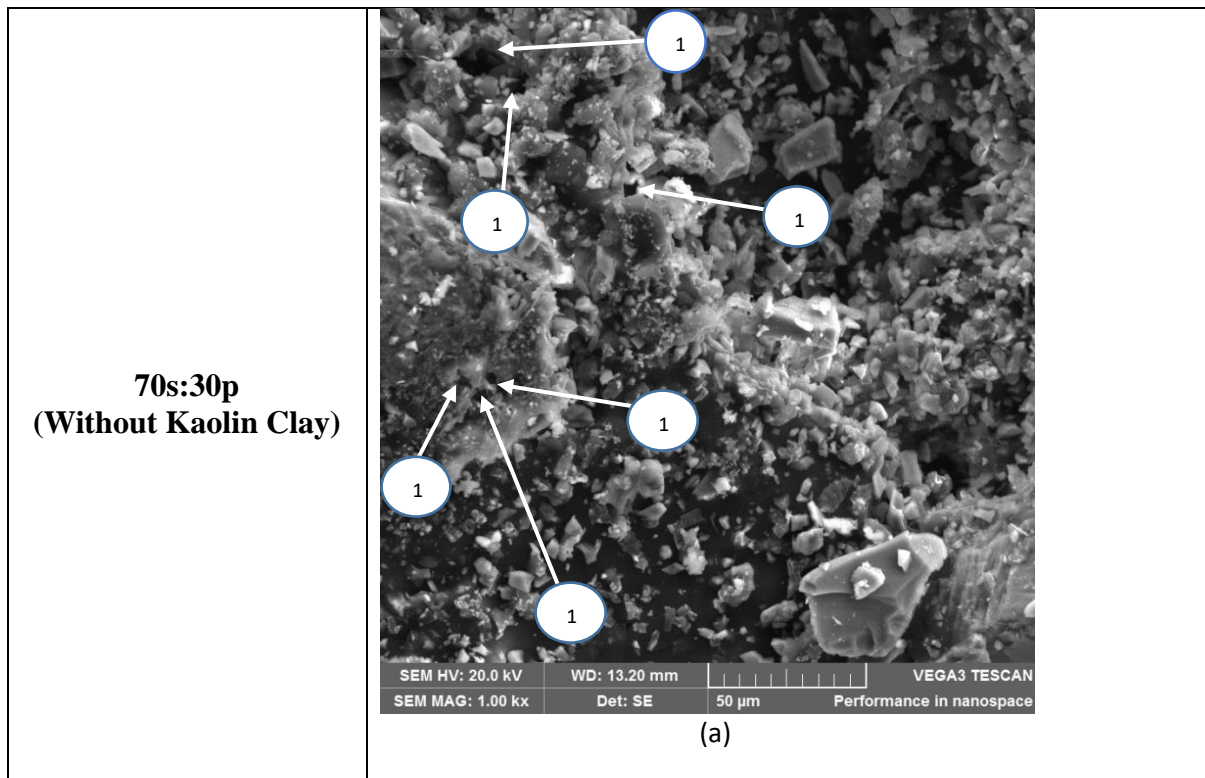 70s:30p
(Without Kaolin Clay)
1
1
1
1
1
1
SEM HV: 20.0 kV
WD: 13.20 mm
VEGA3 TESCAN
SEM MAG: 1.00 kx
Det: SE
50 µm
Performance in nanospace
(a)